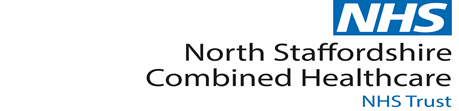 NHS
North Staffordshire
Combined Healthcare
NHS Trust